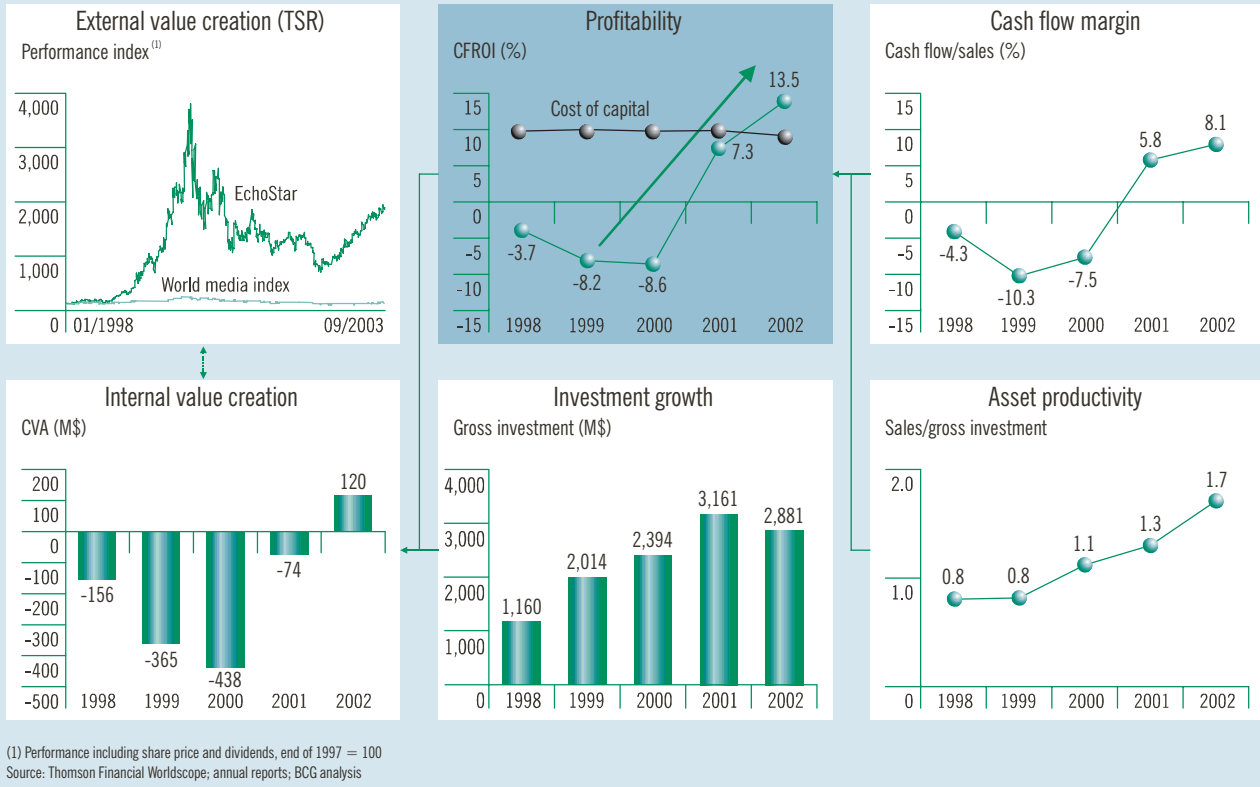 External value creation (TSR)
Performance index (1)
4,000
3,000
2,000
1,000
0
EchoStar
World media index
01/1998
09/2003
Profitability
CFROI (%)
15
10
5
0
-5
-10
-15
Cost of capital
-3.7
-8.2
-8.6
7.3
13.5
1998 1999 2000 2001 2002
Cash flow margin
Cash flow/sales (%)
15
10
5
0
-5
-10
-15
-4.3
-10.3
-7.5
5.8
8.1
1998 1999 2000 2001 2002
Internal value creation
CVA (M$)
200
100
0
-100
-200
-300
-400
-500
-156
-365
-438
-74
120
1998 1999 2000 2001 2002
Investment growth
Gross investment (M$)
4,000
3,000
2,000
1,000
0
1,160
2,014
2,394
3,161
2,881
1998 1999 2000 2001 2002
Asset productivity
Sales/gross investment
2.0
1.0
0
0.8
0.8
1.1
1.3
1.7
1998 1999 2000 2001 2002
(1) Performance including share price and dividends, end of 1997 = 100
Source: Thomson Financial Worldscope; annual reports; BCG analysis